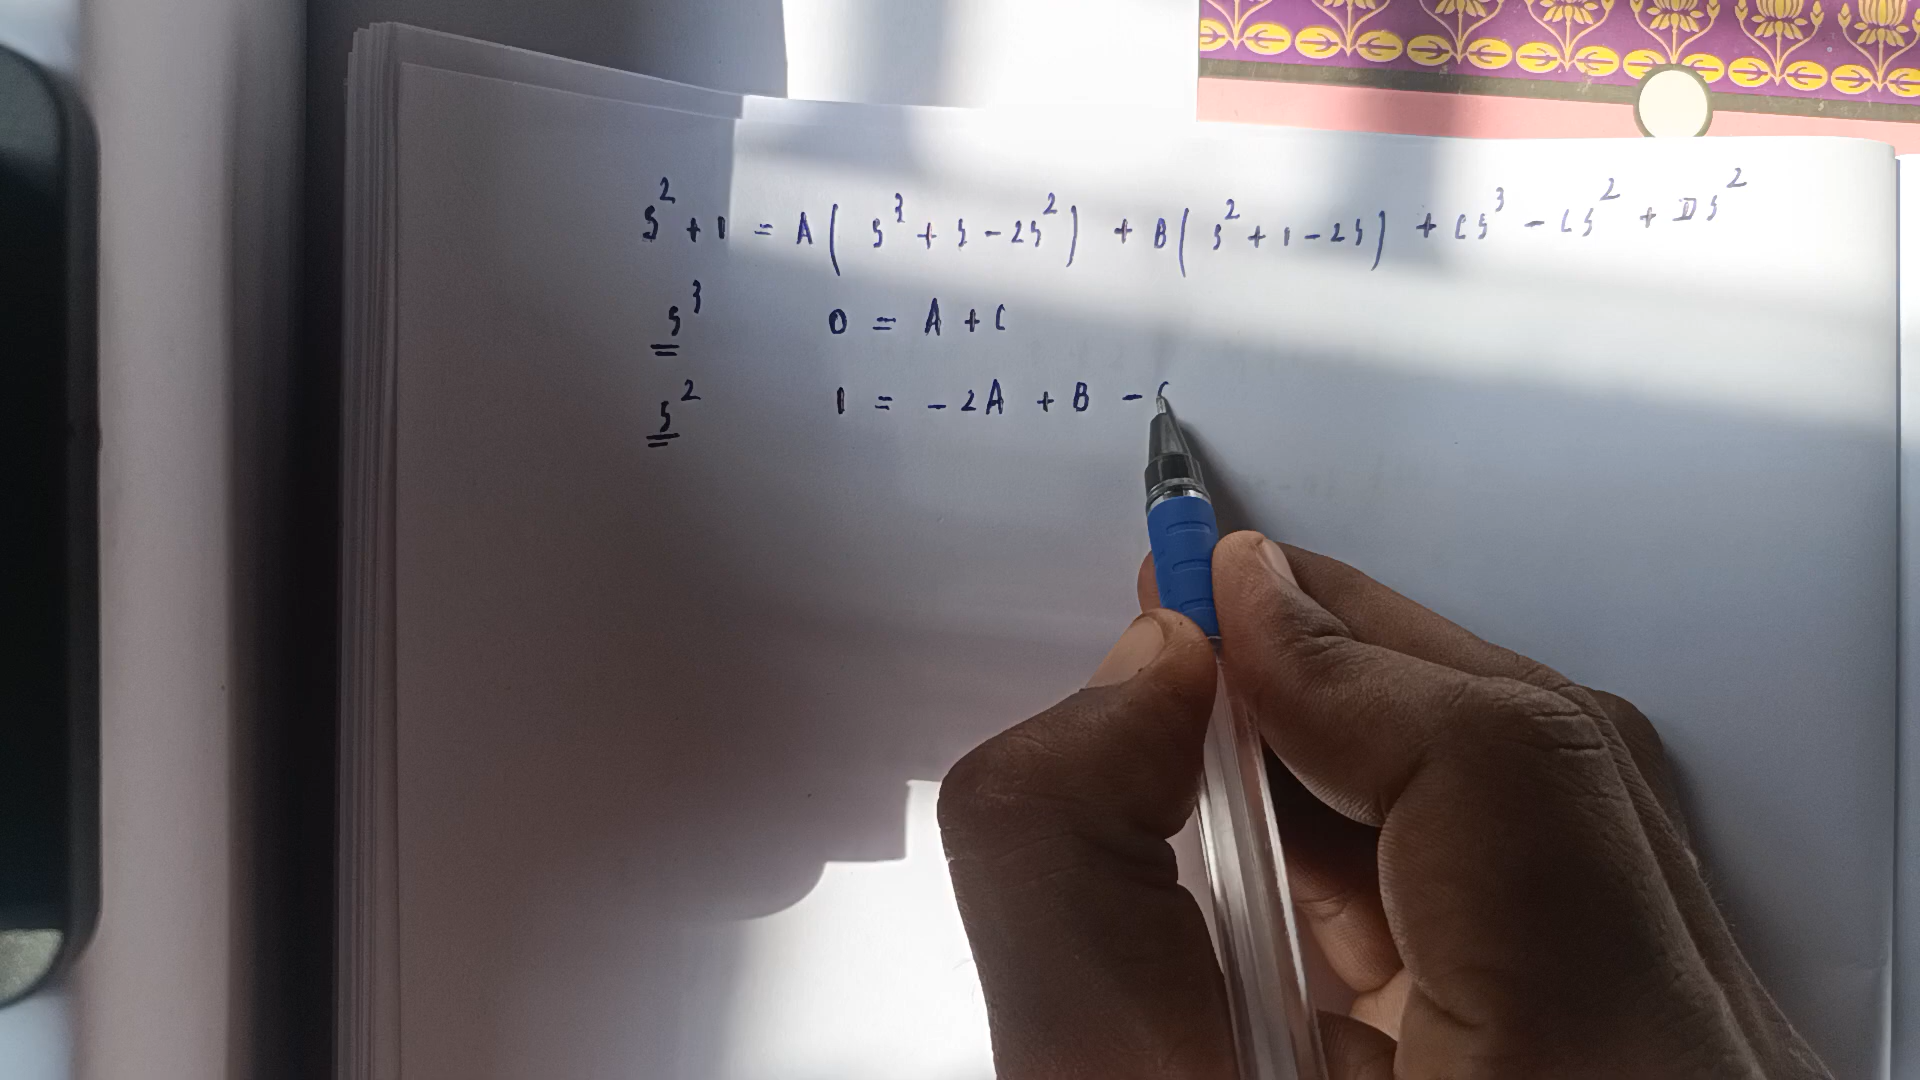 s² + 1 = A(s³ + s - 2s²) + B(s² + 1 - 2s) + Cs³ - Cs² + Ds²
s³ 0 = A + C
s² 1 = -2A + B - C